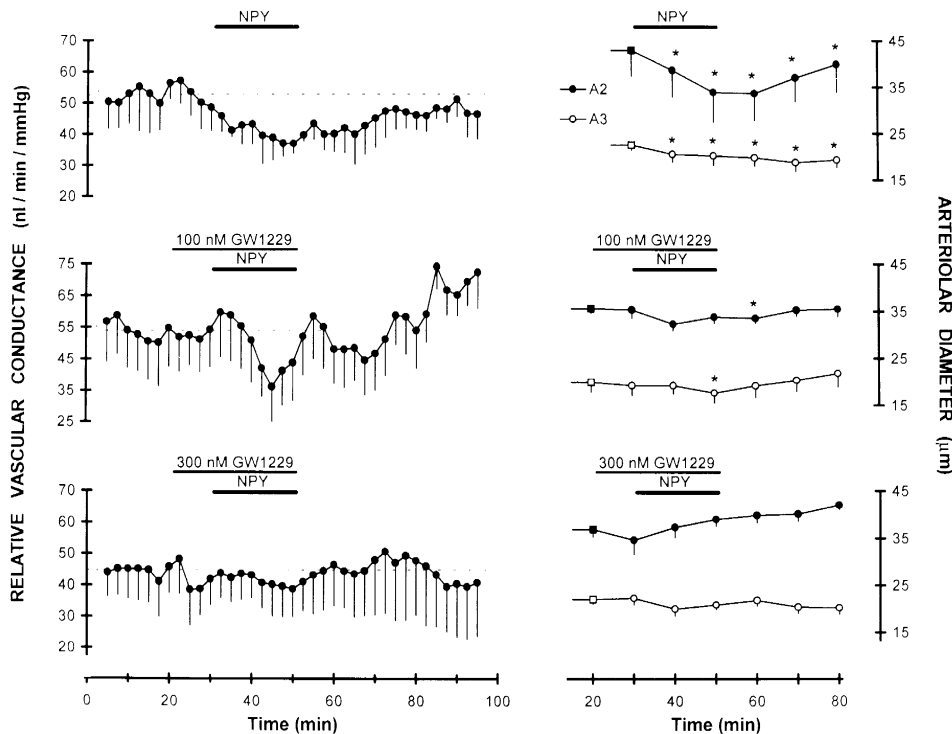 NPY
NPY
70
60
50
40
30
20
45
35
25
15
A2
A3
* * * * *
* * * * *
100 nM GW1229
NPY
100 nM GW1229
NPY
75
65
55
45
35
25
45
35
25
15
*
*
300 nM GW1229
NPY
300 nM GW1229
NPY
70
60
50
40
30
20
45
35
25
15
0 20 40 60 80 100
Time (min)
20 40 60 80
Time (min)
RELATIVE VASCULAR CONDUCTANCE (nl / min / mmHg)
ARTERIOLAR DIAMETER (μm)